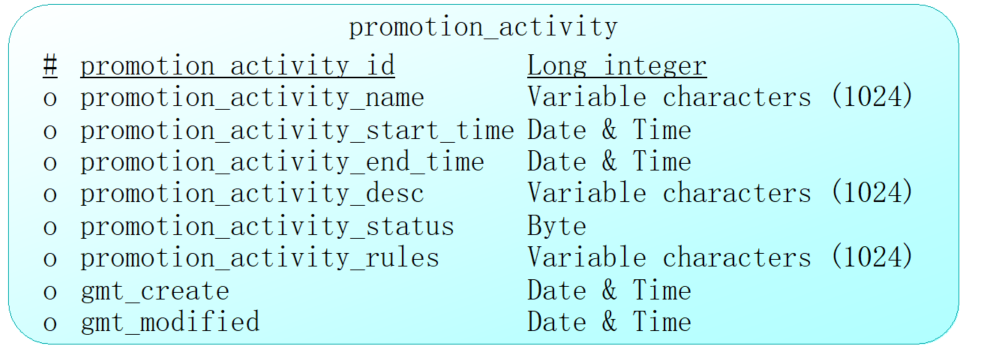 promotion_activity
# promotion_activity_id Long integer
o promotion_activity_name Variable characters (1024)
o promotion_activity_start_time Date & Time
o promotion_activity_end_time Date & Time
o promotion_activity_desc Variable characters (1024)
o promotion_activity_status Byte
o promotion_activity_rules Variable characters (1024)
o gmt_create Date & Time
o gmt_modified Date & Time